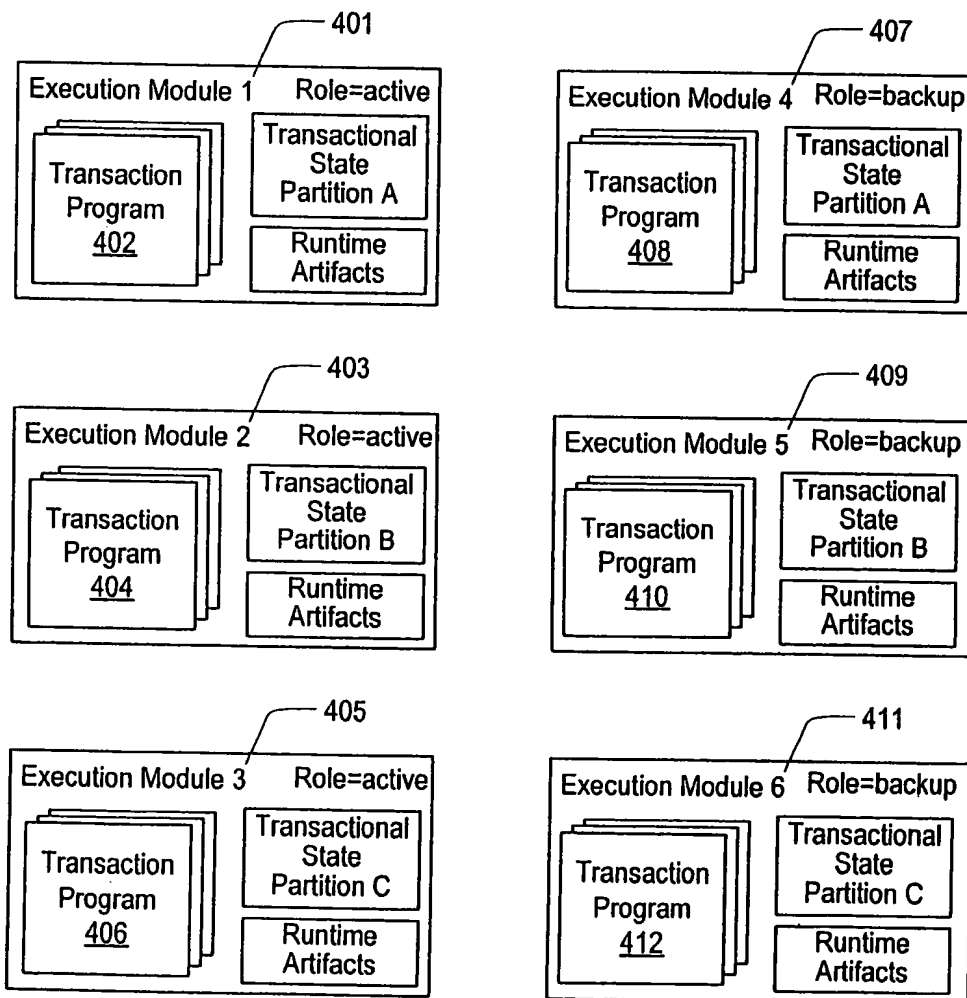 401
Execution Module 1 Role=active
Transaction
Program
402
Transactional
State
Partition A
Runtime
Artifacts
407
Execution Module 4 Role=backup
Transaction
Program
408
Transactional
State
Partition A
Runtime
Artifacts
403
Execution Module 2 Role=active
Transaction
Program
404
Transactional
State
Partition B
Runtime
Artifacts
409
Execution Module 5 Role=backup
Transaction
Program
410
Transactional
State
Partition B
Runtime
Artifacts
405
Execution Module 3 Role=active
Transaction
Program
406
Transactional
State
Partition C
Runtime
Artifacts
411
Execution Module 6 Role=backup
Transaction
Program
412
Transactional
State
Partition C
Runtime
Artifacts